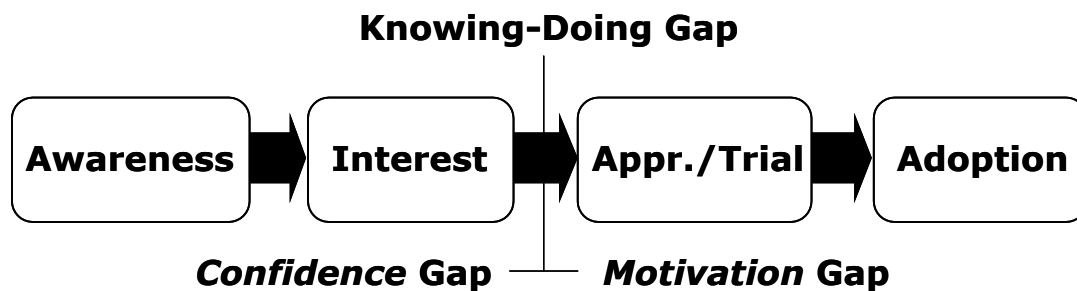 Knowing-Doing Gap
Awareness
Interest
Appr./Trial
Adoption
Confidence Gap
Motivation Gap